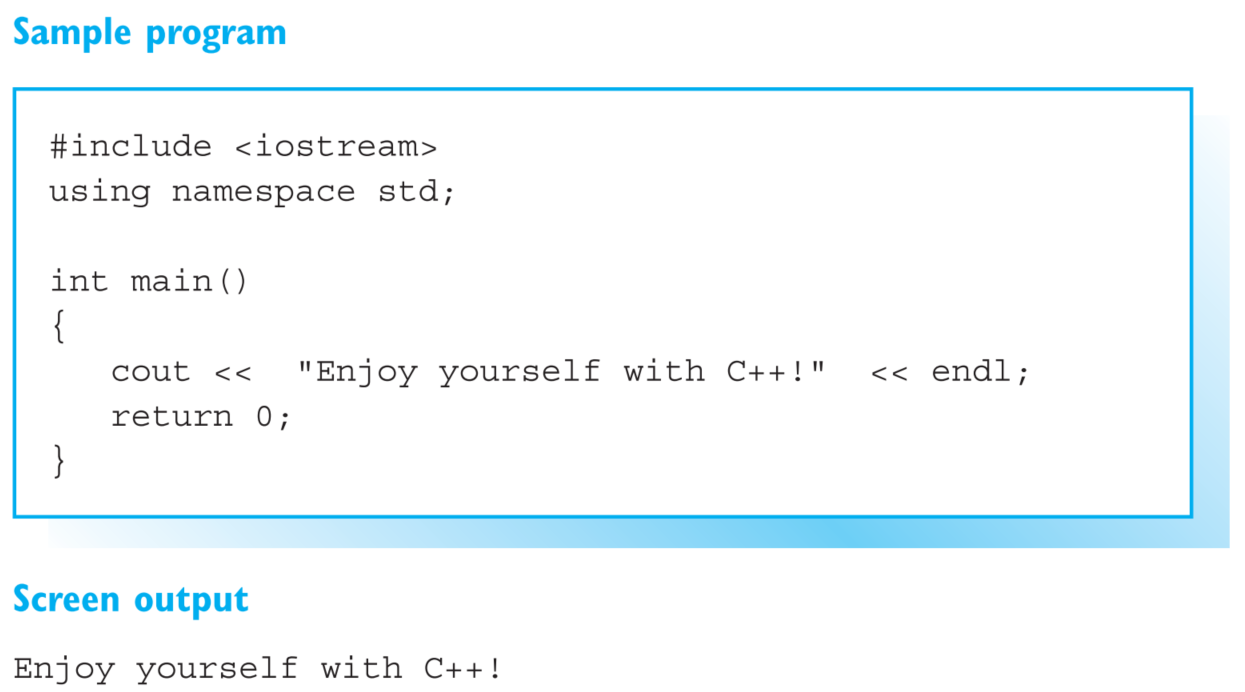 Sample program
#include <iostream>
using namespace std;
int main()
{
cout << "Enjoy yourself with C++!" << endl;
return 0;
}
Screen output
Enjoy yourself with C++!